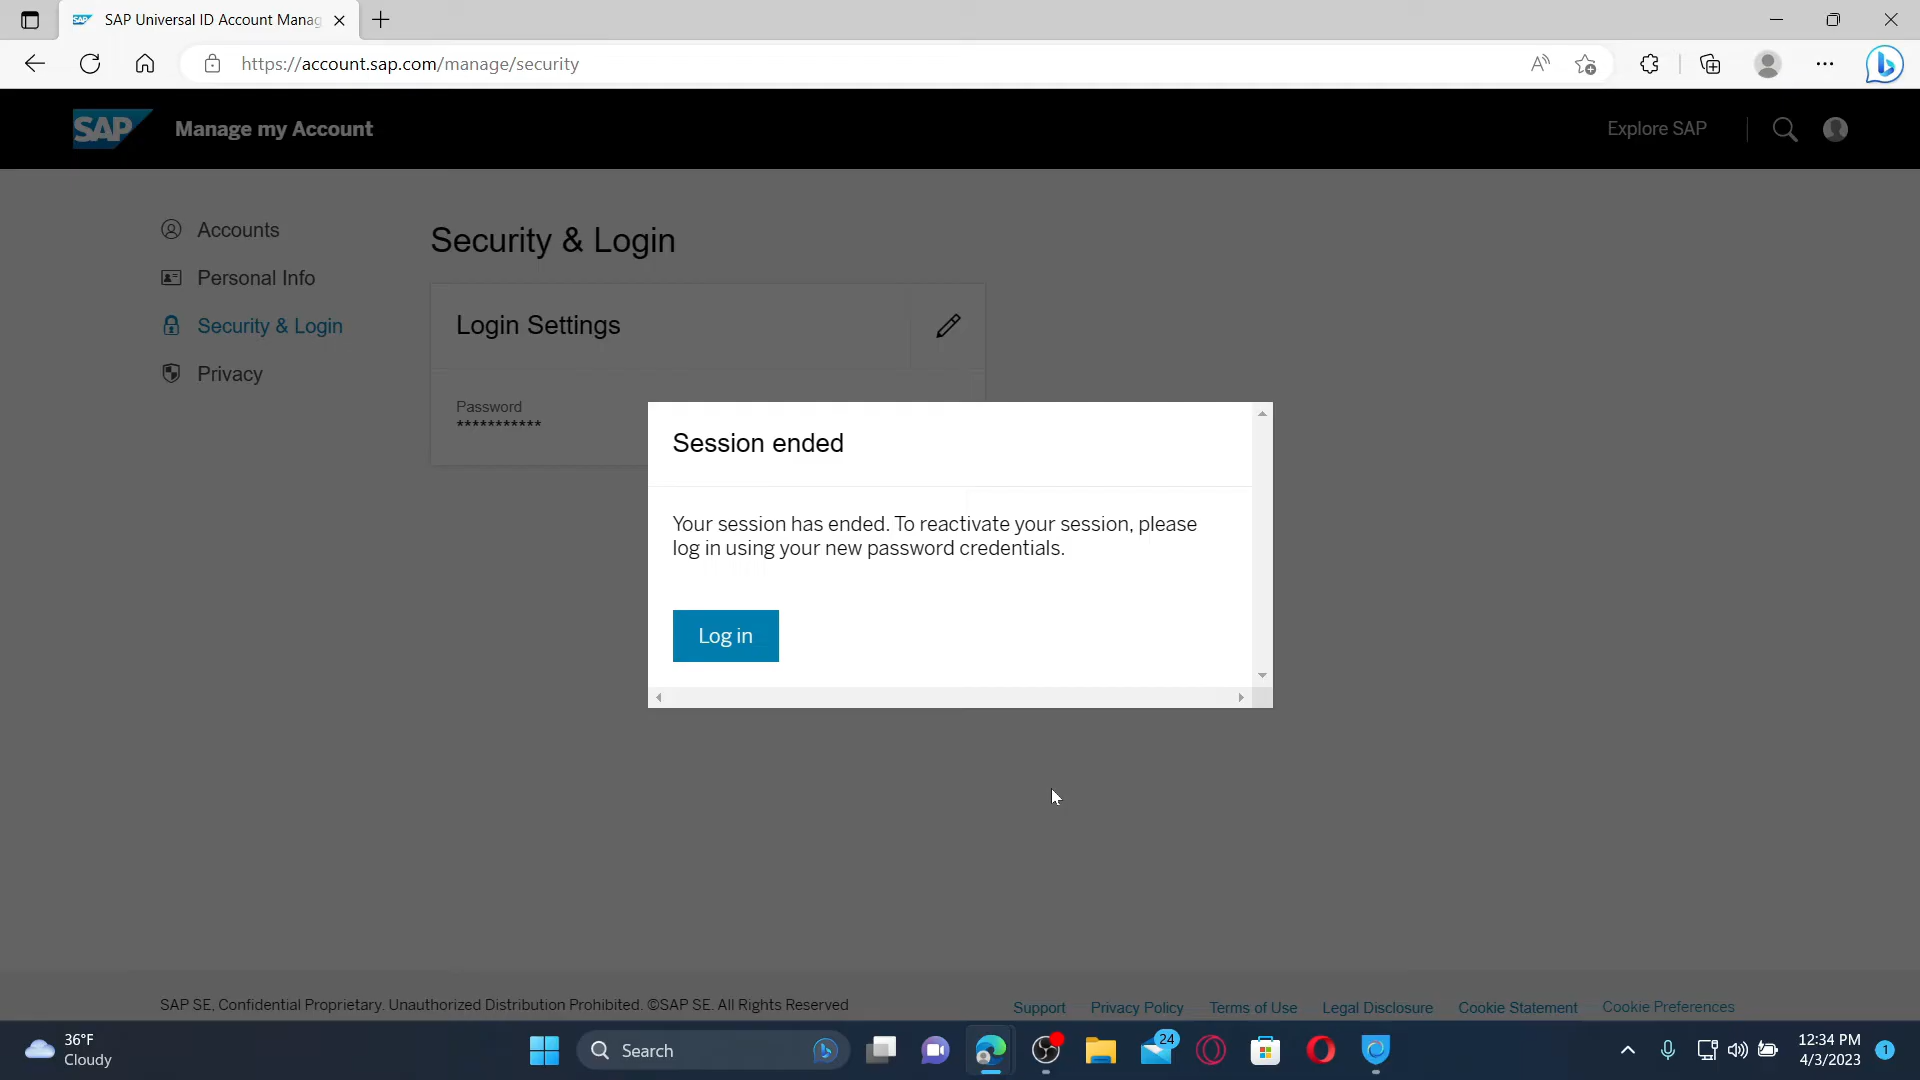 SAP Universal ID Account Manag
https://account.sap.com/manage/security
SAP
Manage my Account
Explore SAP
Accounts
Personal Info
Security & Login
Privacy
Security & Login
Login Settings
Password
***********
Session ended
Your session has ended. To reactivate your session, please
log in using your new password credentials.
Log in
SAP SE, Confidential Proprietary. Unauthorized Distribution Prohibited. ©SAP SE. All Rights Reserved
Support
Privacy Policy
Terms of Use
Legal Disclosure
Cookie Statement
Cookie Preferences
36°F
Cloudy
Search
24
12:34 PM
4/3/2023
1